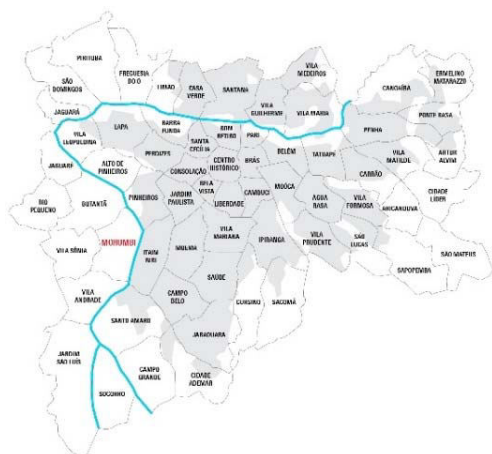 PIRITUBA
FREGUESIA
DO Ó
LIMÃO
CASA
VERDE
SANTANA
VILA
MEDEIROS
SÃO
DOMINGOS
JAGUARÁ
VILA
GUILHERME
VILA MARIA
CANGAÍBA
ERMELINO
MATARAZZO
PONTE RASA
PENHA
VILA
LEOPOLDINA
LAPA
BARRA
FUNDA
BOM
RETIRO
PARI
BELÉM
TATUAPÉ
VILA
MATILDE
ARTUR
ALVIM
JAGUARÉ
ALTO DE
PINHEIROS
PERDIZES
SANTA
CECÍLIA
CENTRO
HISTÓRICO
BRÁS
CARRÃO
CIDADE
LÍDER
RIO
PEQUENO
BUTANTÃ
PINHEIROS
CONSOLAÇÃO
JARDIM
PAULISTA
BELA
VISTA
LIBERDADE
CAMBUCI
MOÓCA
ÁGUA
RASA
VILA
FORMOSA
ARICANDUVA
VILA SÔNIA
MORUMBI
ITAIM
BIBI
MOEMA
VILA
MARIANA
IPIRANGA
VILA
PRUDENTE
SÃO
LUCAS
SAPOPEMBA
SÃO MATEUS
VILA
ANDRADE
SAÚDE
CAMPO
BELO
CURSINO
SACOMÃ
SANTO AMARO
JABAQUARA
JARDIM
SÃO LUÍS
SOCORRO
CAMPO
GRANDE
CIDADE
ADEMAR